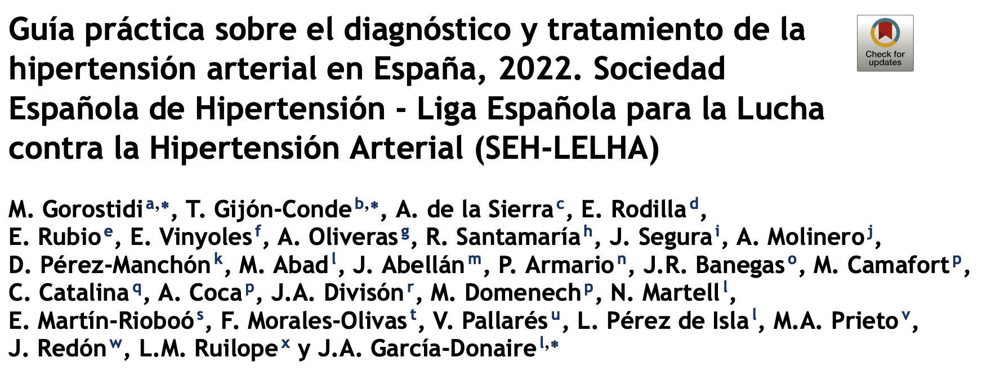 Guía práctica sobre el diagnóstico y tratamiento de la
hipertensión arterial en España, 2022. Sociedad
Española de Hipertensión - Liga Española para la Lucha
contra la Hipertensión Arterial (SEH-LELHA)
Check for
updates
M. Gorostidi a,*, T. Gijón-Conde b,*, A. de la Sierra c, E. Rodilla d,
E. Rubio e, E. Vinyoles f, A. Oliveras g, R. Santamaría h, J. Segura i, A. Molinero j,
D. Pérez-Manchón k, M. Abad l, J. Abellán m, P. Armario n, J.R. Banegas o, M. Camafort p,
C. Catalina q, A. Coca p, J.A. Divisón r, M. Domenech p, N. Martell l,
E. Martín-Rioboó s, F. Morales-Olivas t, V. Pallarés u, L. Pérez de Isla l, M.A. Prieto v,
J. Redón w, L.M. Ruilope x y J.A. García-Donaire l,*